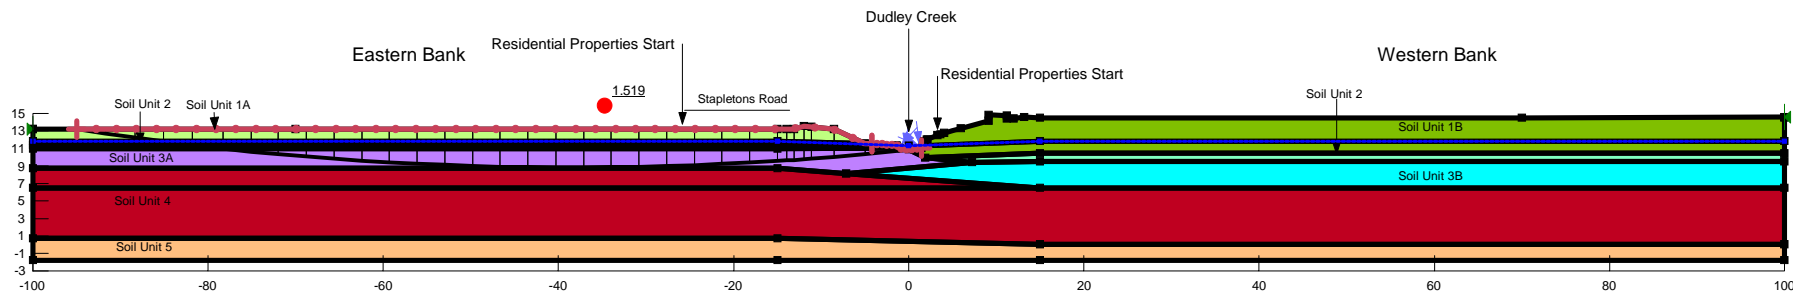 Dudley Creek
Eastern Bank
Residential Properties Start
Western Bank
Residential Properties Start
1.519
Soil Unit 2
Soil Unit 1A
Stapletons Road
Soil Unit 2
15
13
11
9
7
5
3
1
-1
-3
Soil Unit 1B
Soil Unit 3A
Soil Unit 3B
Soil Unit 4
Soil Unit 5
-100
-80
-60
-40
-20
0
20
40
60
80
100